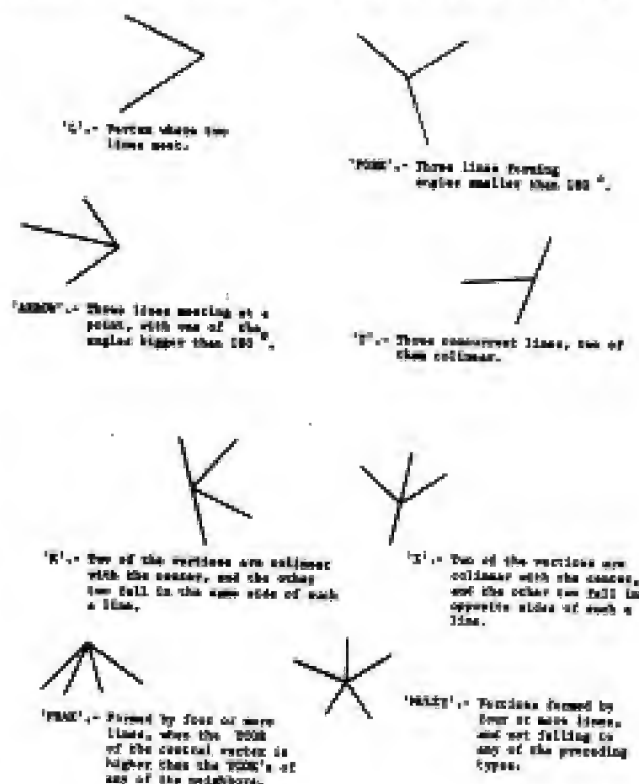 'L'.- Vertex where two
lines meet.
'FORK'.- Three lines forming
angles smaller than 180 °.
'ARROW'.- Three lines meeting at a
point, with one of the
angles bigger than 180 °.
'T'.- Three concurrent lines, two of
them colinear.
'K'.- Two of the vertices are colinear
with the center, and the other
two fall in the same side of such
a line.
'X'.- Two of the vertices are
colinear with the center,
and the other two fall in
opposite sides of such a
line.
'PEAK'.- Formed by four or more
lines, when the
of the central vertex is
higher than the
any of the neighbors.
'MULTI'.- Vertices formed by
four or more lines,
and not falling in
any of the preceding
types.